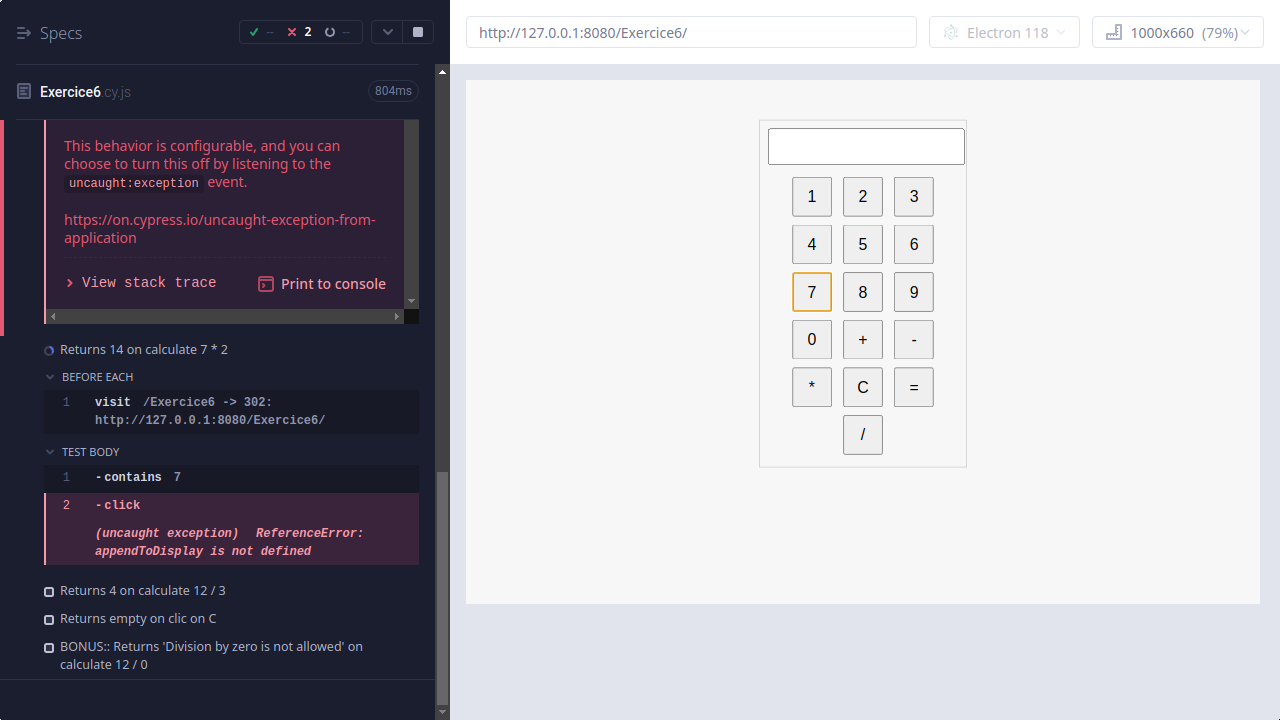 Specs
-- 2 --
Exercice6.cy.js
804ms
This behavior is configurable, and you can
choose to turn this off by listening to the
uncaught:exception event.
https://on.cypress.io/uncaught-exception-from-
application
View stack trace
Print to console
Returns 14 on calculate 7 * 2
BEFORE EACH
1 visit /Exercice6 -> 302:
http://127.0.0.1:8080/Exercice6/
TEST BODY
1 -contains 7
2 -click
(uncaught exception) ReferenceError:
appendToDisplay is not defined
Returns 4 on calculate 12 / 3
Returns empty on clic on C
BONUS:: Returns 'Division by zero is not allowed' on
calculate 12 / 0
http://127.0.0.1:8080/Exercice6/
Electron 118
1000x660 (79%)
1 2 3
4 5 6
7 8 9
0 + -
* C =
/